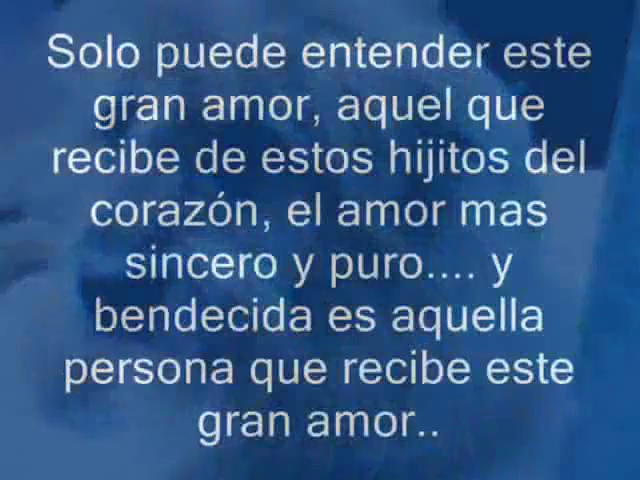 Solo puede entender este
gran amor, aquel que
recibe de estos hijitos del
corazón, el amor mas
sincero y puro.... y
bendecida es aquella
persona que recibe este
gran amor..